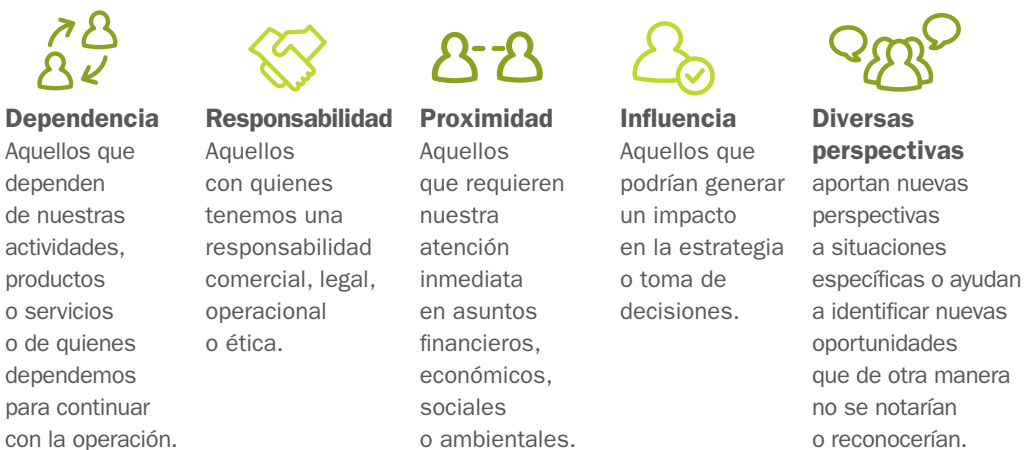 Dependencia
Aquellos que
dependen
de nuestras
actividades,
productos
o servicios
o de quienes
dependemos
para continuar
con la operación.
Responsabilidad
Aquellos
con quienes
tenemos una
responsabilidad
comercial, legal,
operacional
o ética.
Proximidad
Aquellos
que requieren
nuestra
atención
inmediata
en asuntos
financieros,
económicos,
sociales
o ambientales.
Influencia
Aquellos que
podrían generar
un impacto
en la estrategia
o toma de
decisiones.
Diversas
perspectivas
aportan nuevas
perspectivas
a situaciones
específicas o ayudan
a identificar nuevas
oportunidades
que de otra manera
no se notarían
o reconocerían.